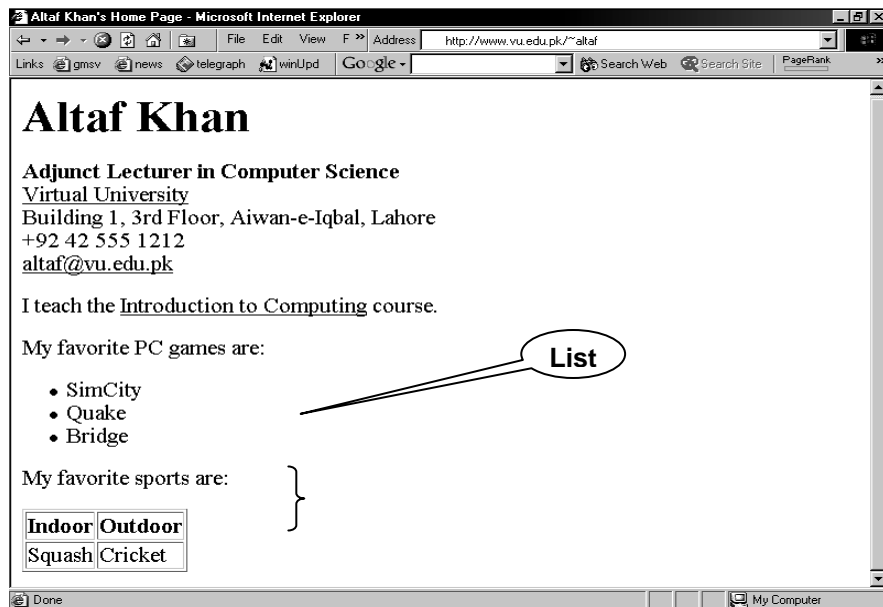 Altaf Khan's Home Page - Microsoft Internet Explorer
File Edit View F » Address http://www.vu.edu.pk/~altaf
Links gmsv news telegraph winUpd Google Search Web Search Site PageRank »
Altaf Khan
Adjunct Lecturer in Computer Science
Virtual University
Building 1, 3rd Floor, Aiwan-e-Iqbal, Lahore
+92 42 555 1212
altaf@vu.edu.pk
I teach the Introduction to Computing course.
My favorite PC games are:
List
• SimCity
• Quake
• Bridge
My favorite sports are:
Indoor Outdoor
Squash Cricket
Done My Computer